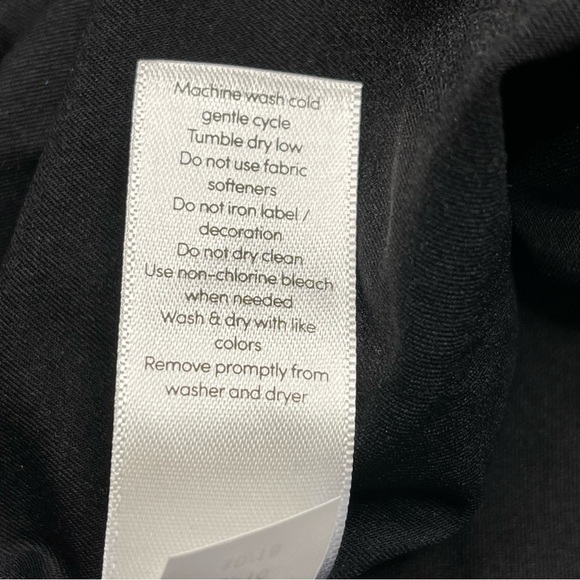 Machine wash cold
gentle cycle
Tumble dry low
Do not use fabric
softeners
Do not iron label /
decoration
Do not dry clean
Use non-chlorine bleach
when needed
Wash & dry with like
colors
Remove promptly from
washer and dryer